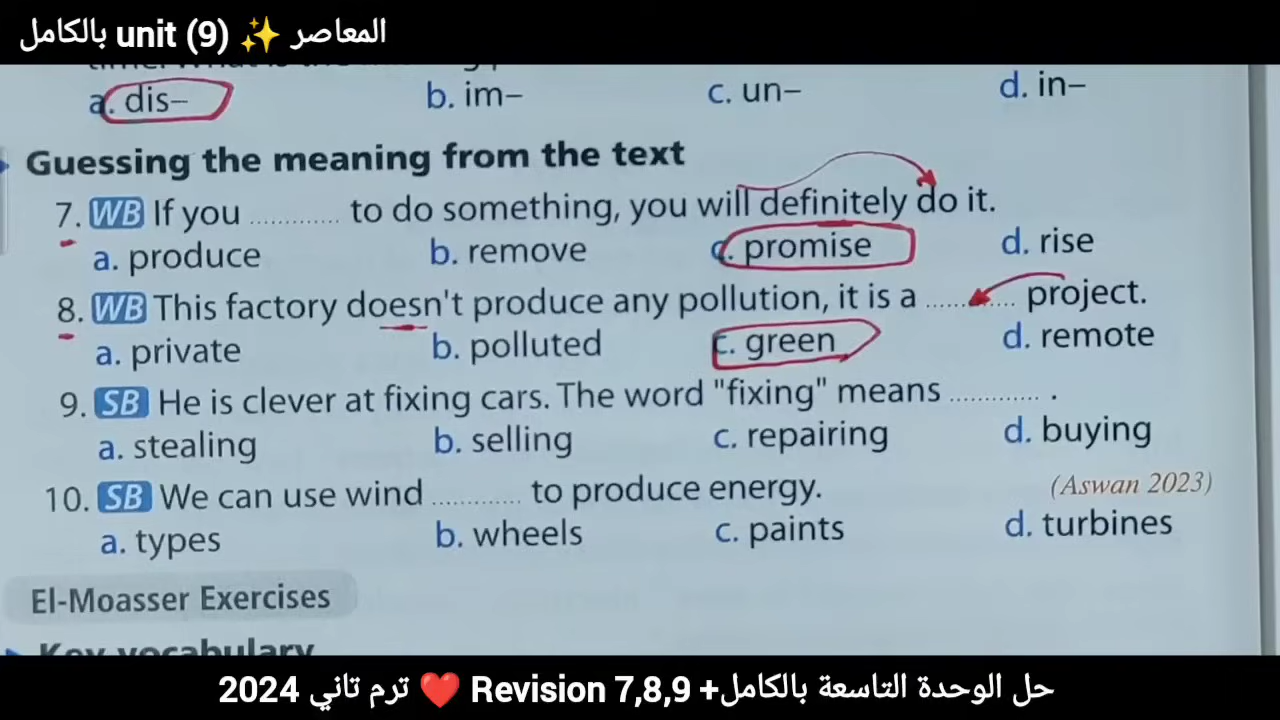 المعاصر ✨ unit (9) بالكامل
a. dis– b. im– c. un– d. in–
Guessing the meaning from the text
7. WB If you ............. to do something, you will definitely do it.
a. produce b. remove c. promise d. rise
8. WB This factory doesn't produce any pollution, it is a ............. project.
a. private b. polluted c. green d. remote
9. SB He is clever at fixing cars. The word "fixing" means ............. .
a. stealing b. selling c. repairing d. buying
10. SB We can use wind ............. to produce energy. (Aswan 2023)
a. types b. wheels c. paints d. turbines
El-Moasser Exercises
Key vocabulary
حل الوحدة التاسعة بالكامل+ Revision 7,8,9 ❤️ ترم تاني 2024